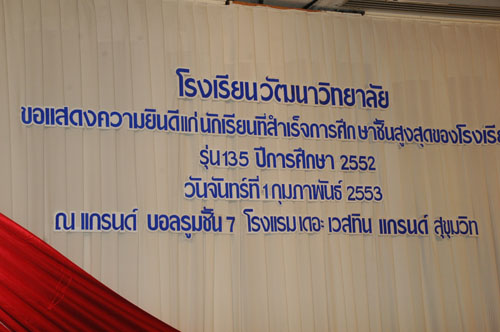 โรงเรียนวัฒนาวิทยาลัย
ขอแสดงความยินดีแก่นักเรียนที่สำเร็จการศึกษาชั้นสูงสุดของโรงเรีย
รุ่น 135 ปีการศึกษา 2552
วันจันทร์ที่ 1 กุมภาพันธ์ 2553
ณ แกรนด์ บอลรูมชั้น 7 โรงแรม เดอะ เวสทิน แกรนด์ สุขุมวิท